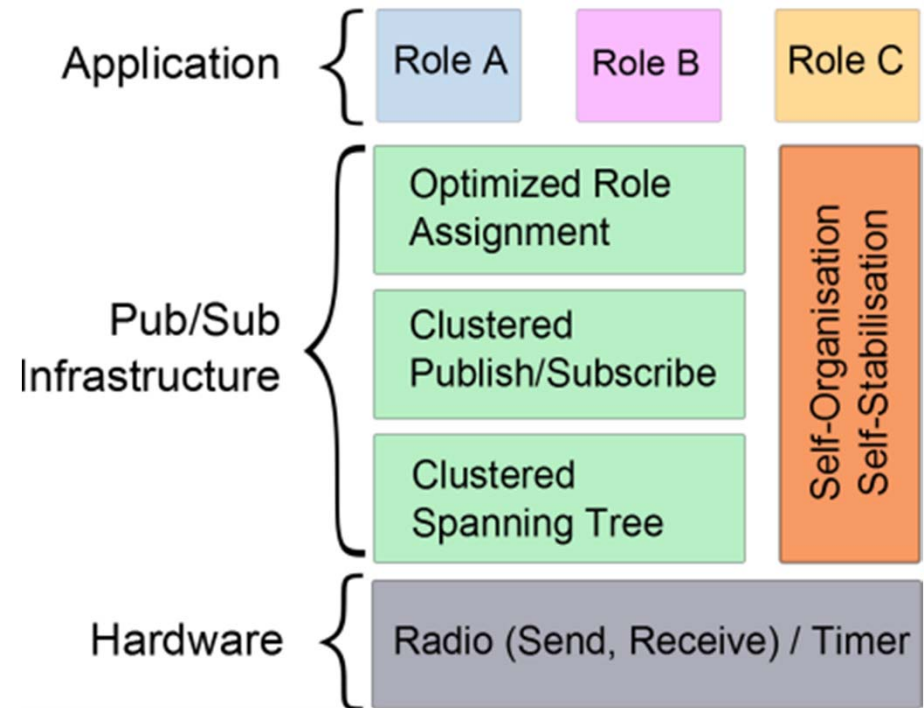 Application
Role A
Role B
Role C
Pub/Sub
Infrastructure
Optimized Role
Assignment
Clustered
Publish/Subscribe
Clustered
Spanning Tree
Self-Organisation
Self-Stabilisation
Hardware
Radio (Send, Receive) / Timer